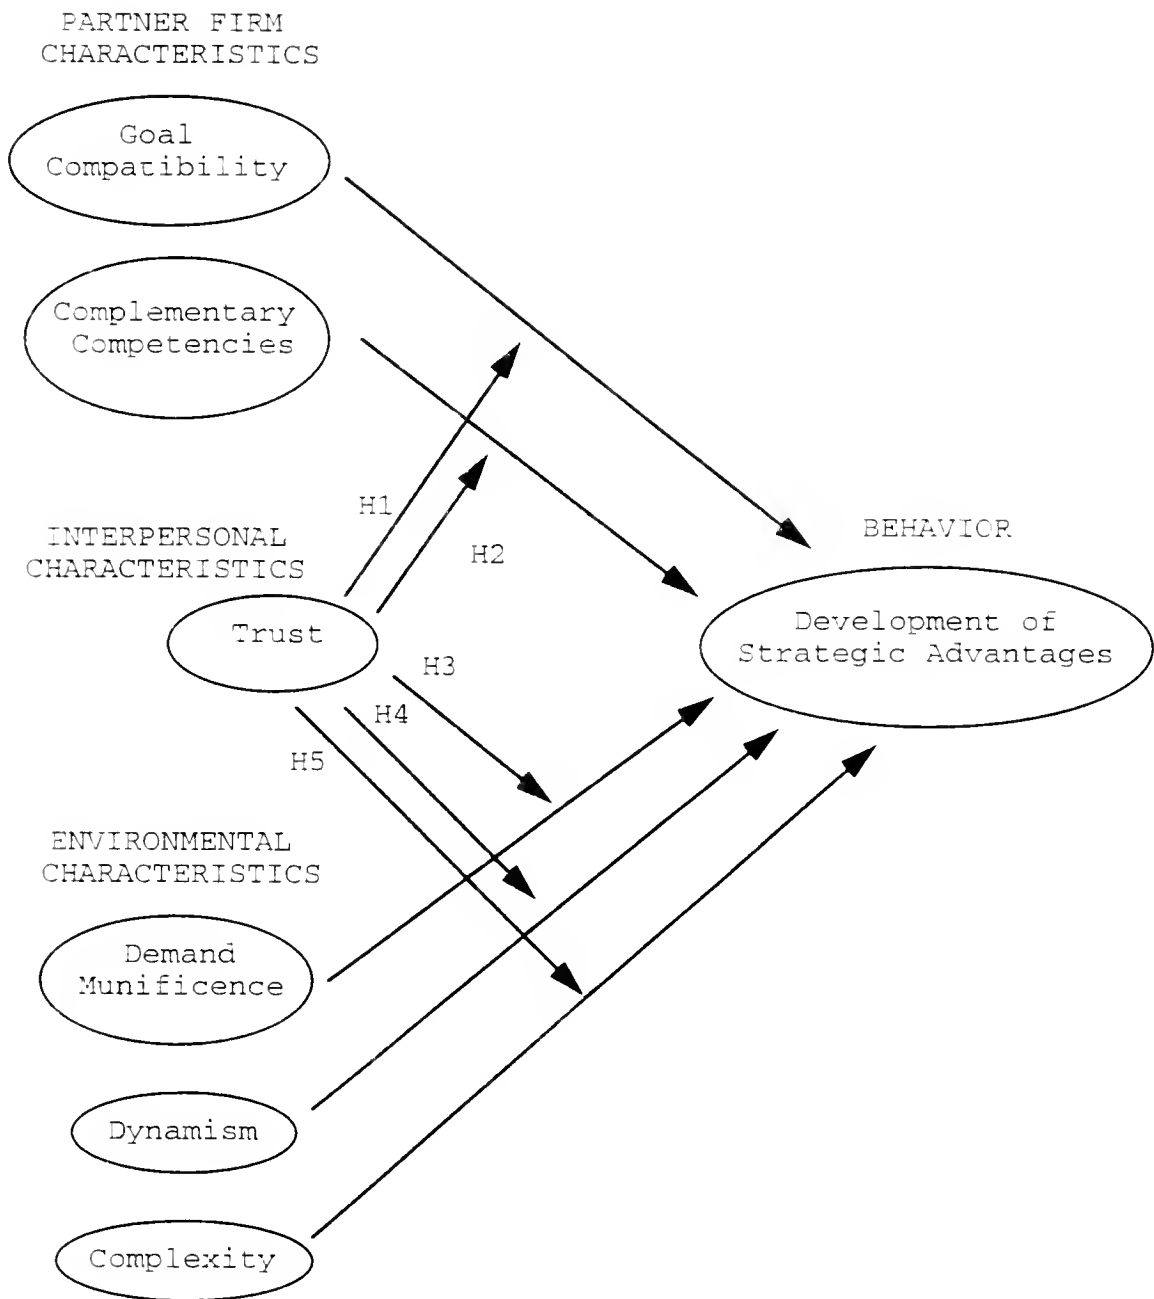 PARTNER FIRM
CHARACTERISTICS
Goal
Compatibility
Complementary
Competencies
H1
H2
INTERPERSONAL
CHARACTERISTICS
Trust
H3
H4
H5
BEHAVIOR
Development of
Strategic Advantages
ENVIRONMENTAL
CHARACTERISTICS
Demand
Munificence
Dynamism
Complexity